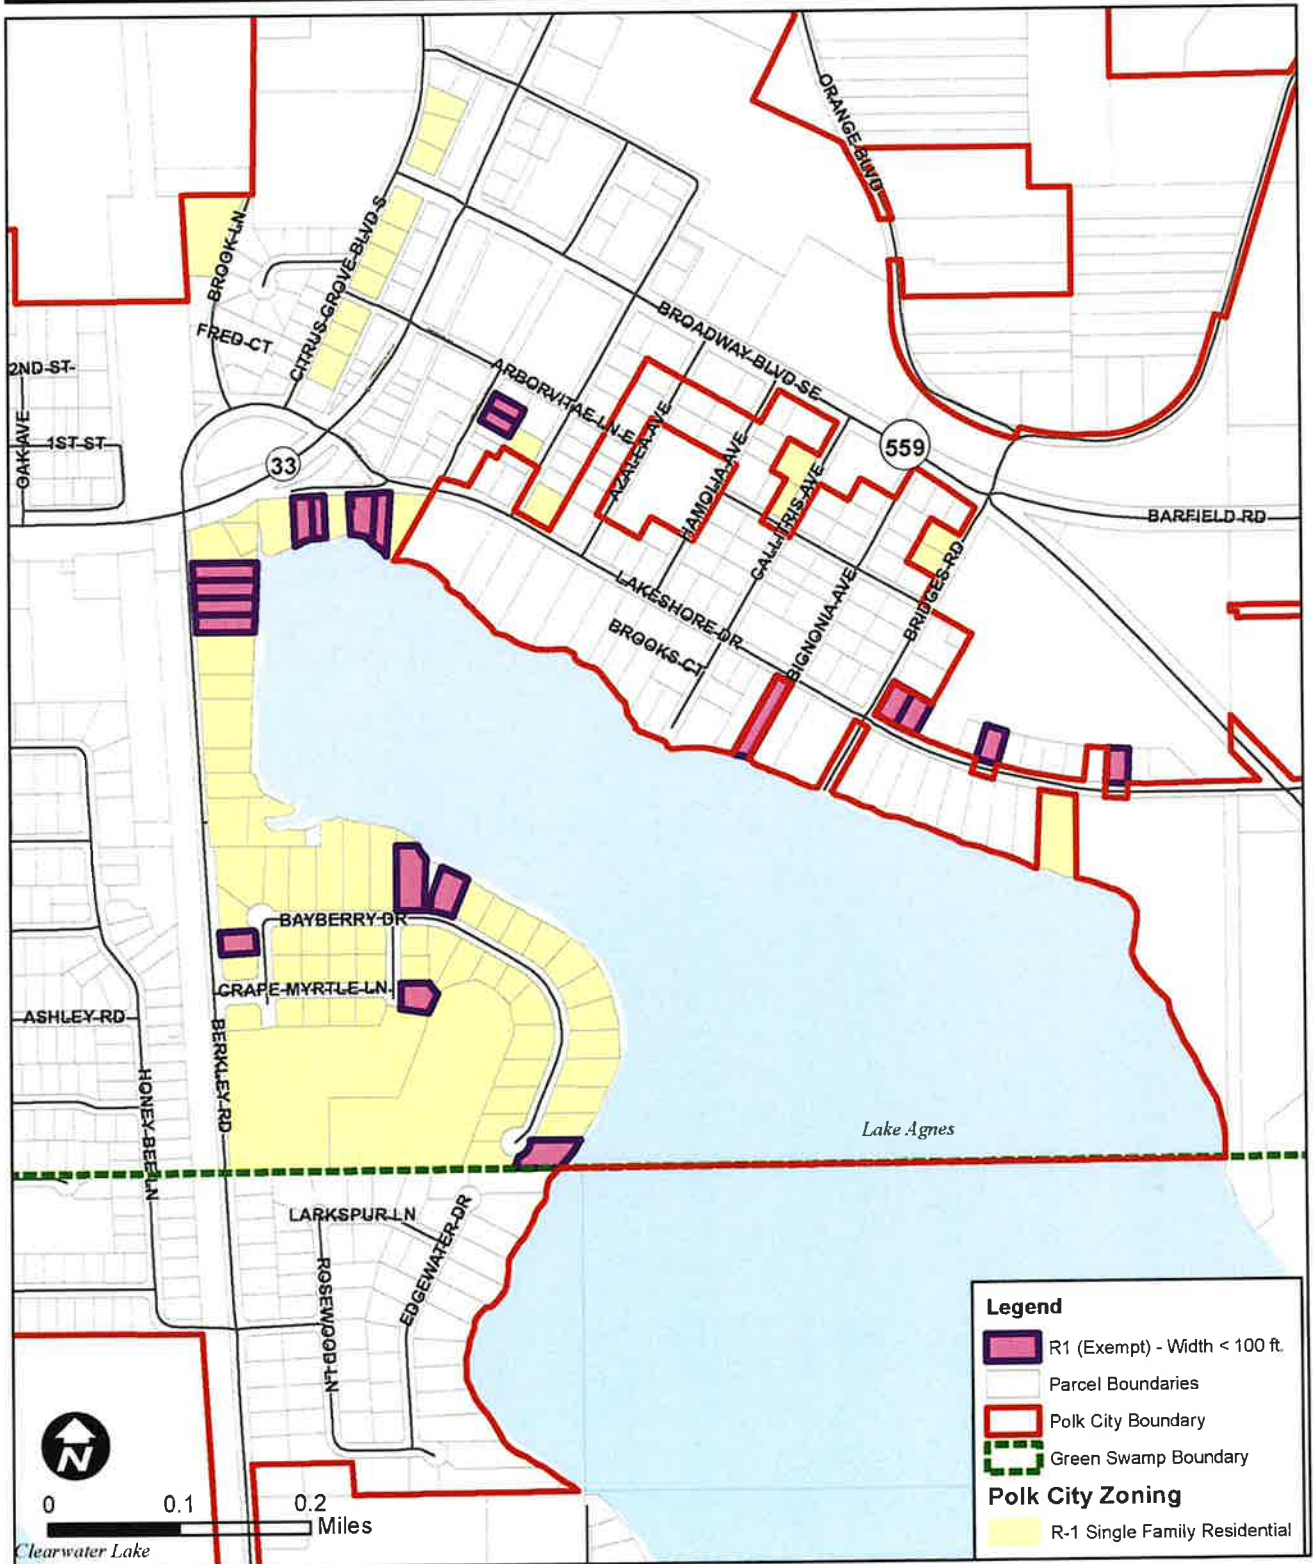 ORANGE BLVD
BROOK LN
CITRUS GROVE BLVD S
FRED CT
2ND ST
OAK AVE
1ST ST
33
BROADWAY BLVD SE
ARBORVITAE LN E
AZALEA AVE
HAMOLIA AVE
CALLITRIS AVE
559
BARFIELD RD
LAKESHORE DR
BROOKS CT
BIGNONIA AVE
BRIDGES RD
BAYBERRY DR
CRAPE MYRTLE LN
ASHLEY RD
BERKLEY RD
HONEY BEE LN
Lake Agnes
LARKSPUR LN
EDGEWATER DR
ROSEWOOD LN
Legend
R1 (Exempt) - Width < 100 ft.
Parcel Boundaries
Polk City Boundary
Green Swamp Boundary
Polk City Zoning
R-1 Single Family Residential
N
0 0.1 0.2
Miles
Clearwater Lake